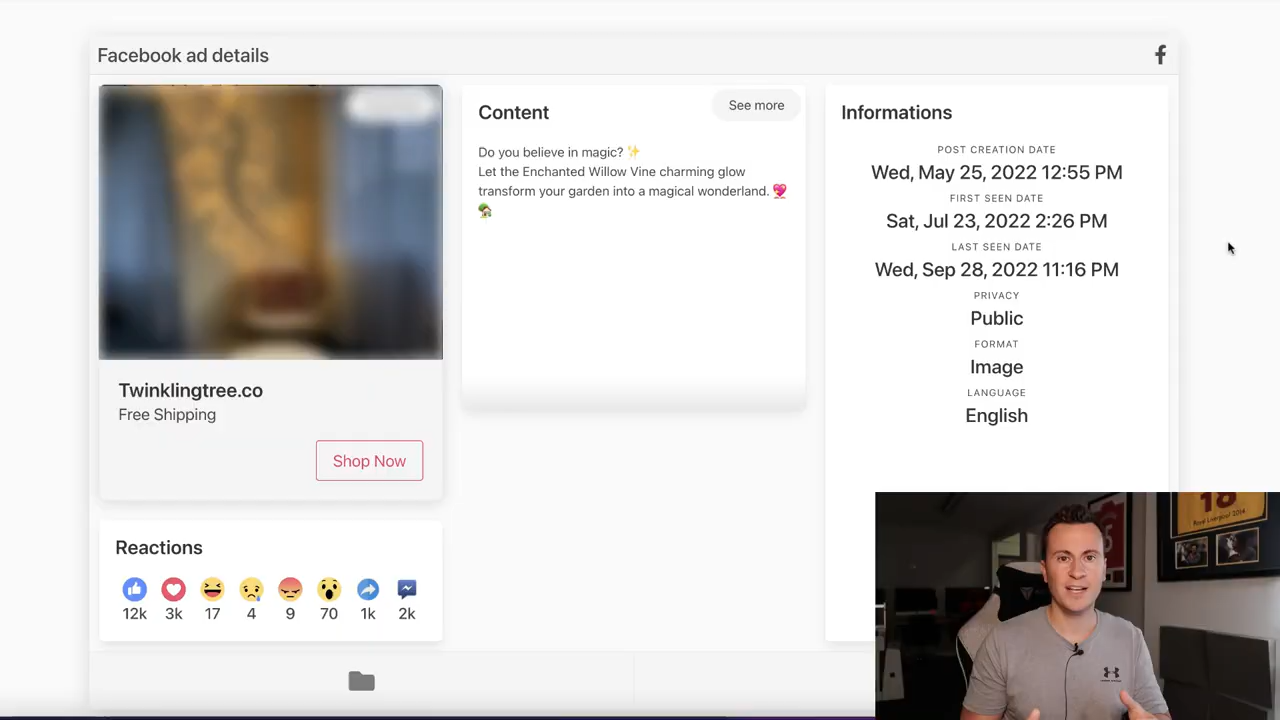 Facebook ad details
Twinklingtree.co
Free Shipping
Shop Now
Reactions
12k
3k
17
4
9
70
1k
2k
Content
See more
Do you believe in magic? ✨
Let the Enchanted Willow Vine charming glow
transform your garden into a magical wonderland. 💘
🏡
Informations
POST CREATION DATE
Wed, May 25, 2022 12:55 PM
FIRST SEEN DATE
Sat, Jul 23, 2022 2:26 PM
LAST SEEN DATE
Wed, Sep 28, 2022 11:16 PM
PRIVACY
Public
FORMAT
Image
LANGUAGE
English
18
Royal Liverpool 2014